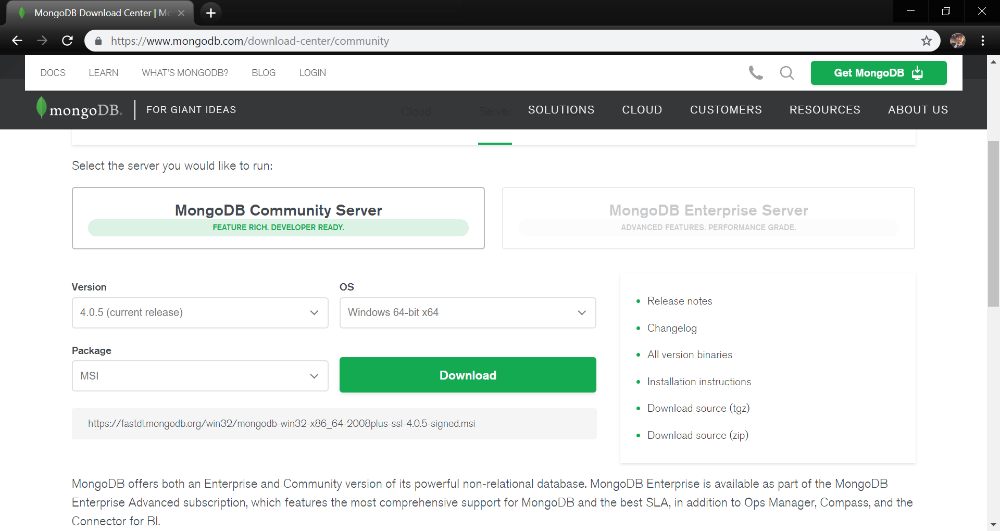 MongoDB Download Center | Mo
https://www.mongodb.com/download-center/community
DOCS LEARN WHAT'S MONGODB? BLOG LOGIN Get MongoDB
mongoDB. FOR GIANT IDEAS Cloud Server SOLUTIONS CLOUD CUSTOMERS RESOURCES ABOUT US
Select the server you would like to run:
MongoDB Community Server
FEATURE RICH. DEVELOPER READY.
MongoDB Enterprise Server
ADVANCED FEATURES. PERFORMANCE GRADE.
Version
4.0.5 (current release)
OS
Windows 64-bit x64
Package
MSI
Download
https://fastdl.mongodb.org/win32/mongodb-win32-x86_64-2008plus-ssl-4.0.5-signed.msi
Release notes
Changelog
All version binaries
Installation instructions
Download source (tgz)
Download source (zip)
MongoDB offers both an Enterprise and Community version of its powerful non-relational database. MongoDB Enterprise is available as part of the MongoDB
Enterprise Advanced subscription, which features the most comprehensive support for MongoDB and the best SLA, in addition to Ops Manager, Compass, and the
Connector for BI.